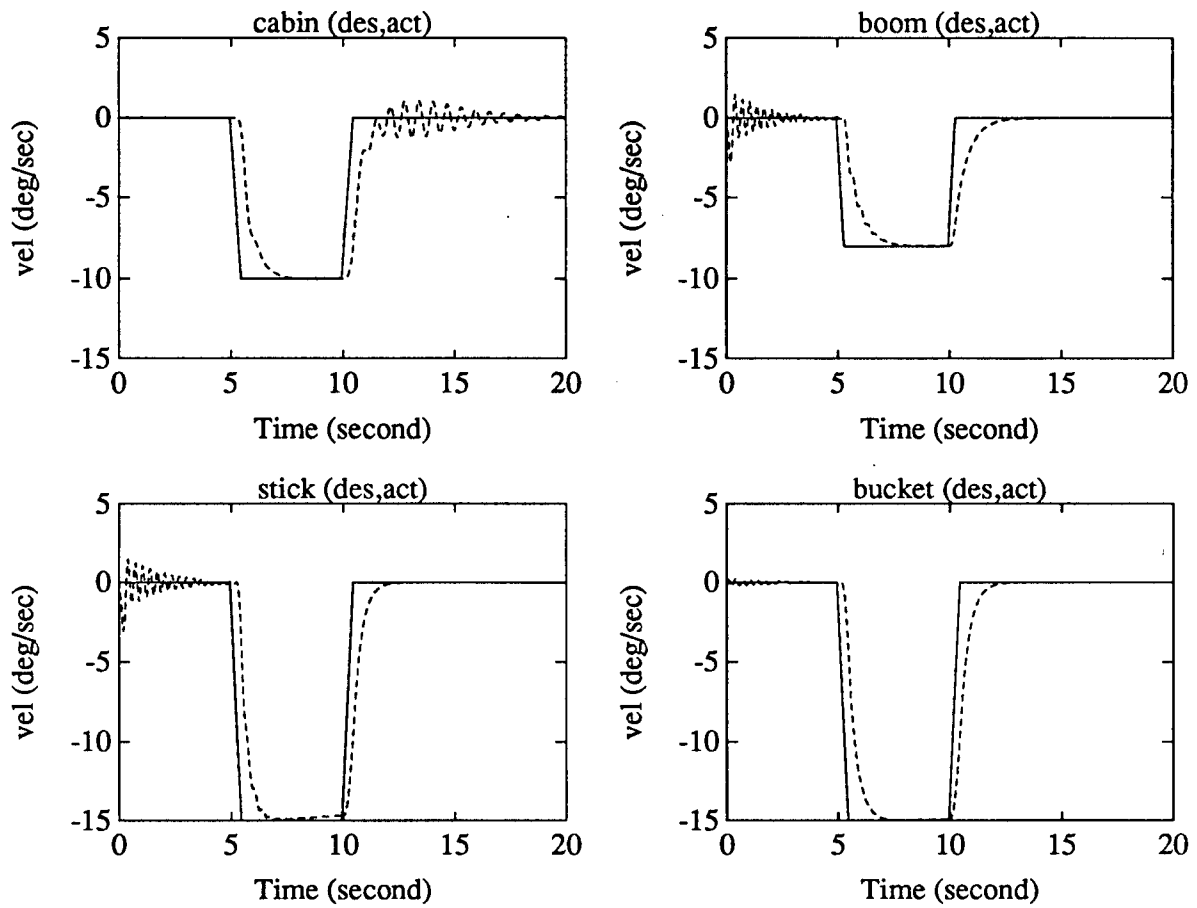 cabin (des,act)
5
0
-5
-10
-15
vel (deg/sec)
0 5 10 15 20
Time (second)
boom (des,act)
5
0
-5
-10
-15
vel (deg/sec)
0 5 10 15 20
Time (second)
stick (des,act)
5
0
-5
-10
-15
vel (deg/sec)
0 5 10 15 20
Time (second)
bucket (des,act)
5
0
-5
-10
-15
vel (deg/sec)
0 5 10 15 20
Time (second)